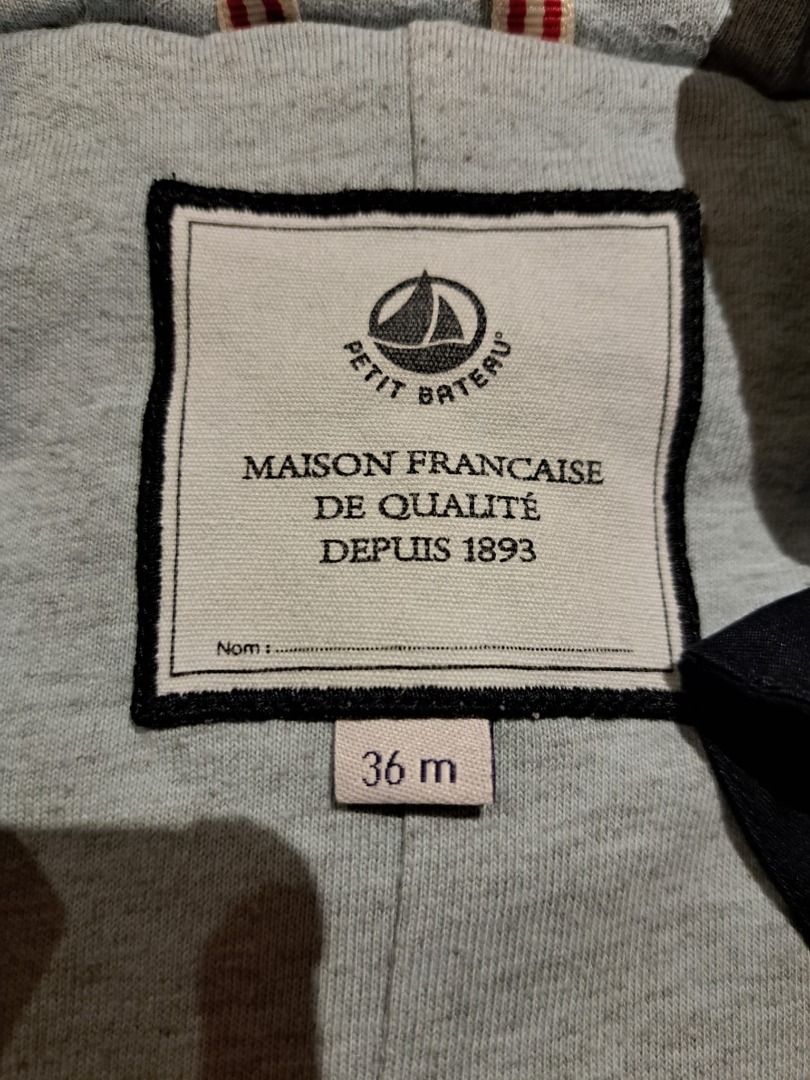 PETIT BATEAU®
MAISON FRANCAISE
DE QUALITÉ
DEPUIS 1893
Nom :
36 m